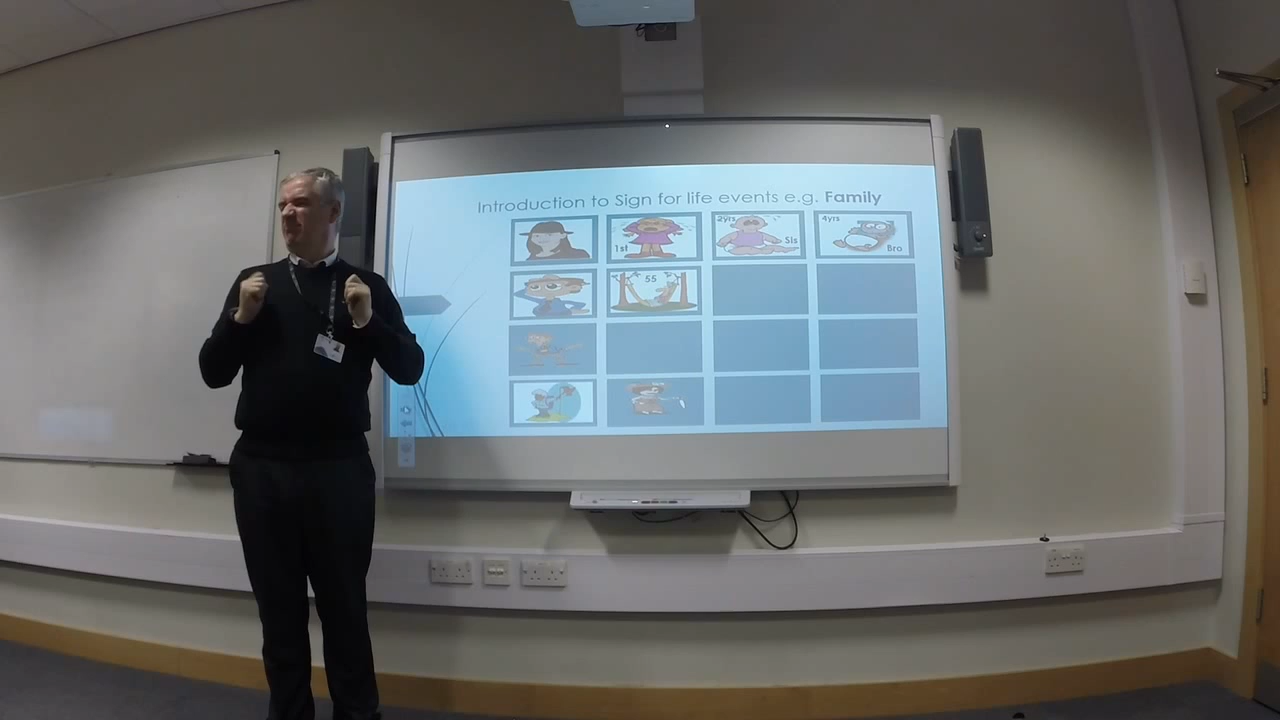 Introduction to Sign for life events e.g. Family
1st
2yrs
Sis
4yrs
Bro
55